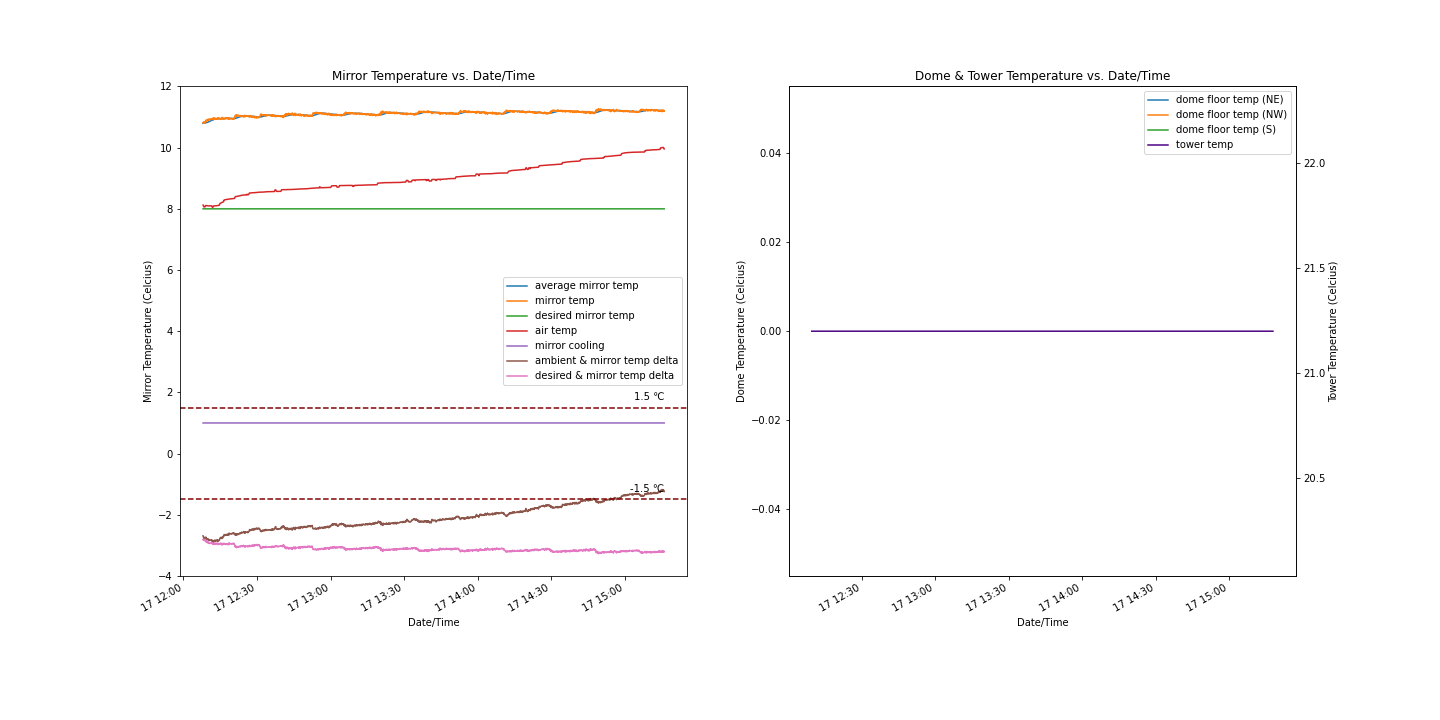 Mirror Temperature vs. Date/Time
12
10
8
6
4
2
0
−2
−4
Mirror Temperature (Celcius)
average mirror temp
mirror temp
desired mirror temp
air temp
mirror cooling
ambient & mirror temp delta
desired & mirror temp delta
1.5 °C
-1.5 °C
17 12:00
17 12:30
17 13:00
17 13:30
17 14:00
17 14:30
17 15:00
Date/Time
Dome & Tower Temperature vs. Date/Time
0.04
0.02
0.00
−0.02
−0.04
Dome Temperature (Celcius)
dome floor temp (NE)
dome floor temp (NW)
dome floor temp (S)
tower temp
22.0
21.5
21.0
20.5
Tower Temperature (Celcius)
17 12:30
17 13:00
17 13:30
17 14:00
17 14:30
17 15:00
Date/Time